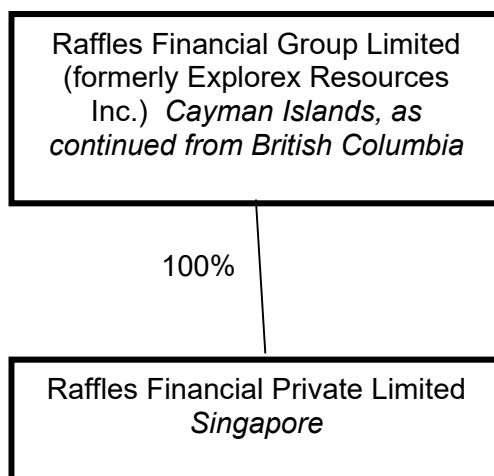 Raffles Financial Group Limited
(formerly Explorex Resources
Inc.) Cayman Islands, as
continued from British Columbia
100%
Raffles Financial Private Limited
Singapore